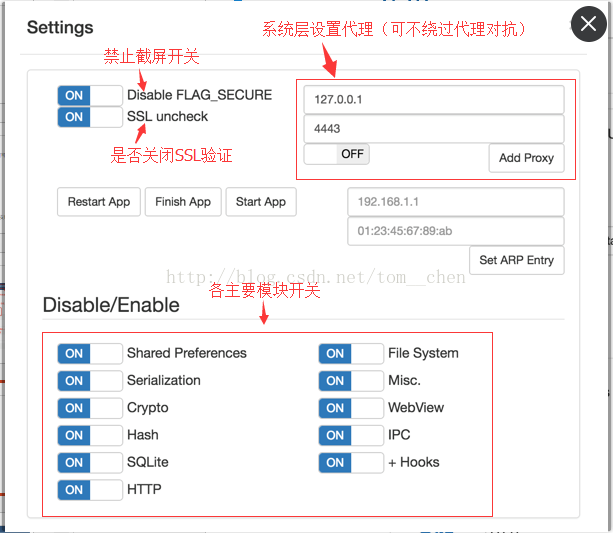 Settings
系统层设置代理（可不绕过代理对抗）
禁止截屏开关
ON Disable FLAG_SECURE
127.0.0.1
ON SSL uncheck
4443
是否关闭SSL验证
OFF
Add Proxy
Restart App Finish App Start App
192.168.1.1
01:23:45:67:89:ab
Set ARP Entry
http://blog.csdn.net/tom__chen
各主要模块开关
Disable/Enable
ON Shared Preferences
ON File System
ON Serialization
ON Misc.
ON Crypto
ON WebView
ON Hash
ON IPC
ON SQLite
ON + Hooks
ON HTTP